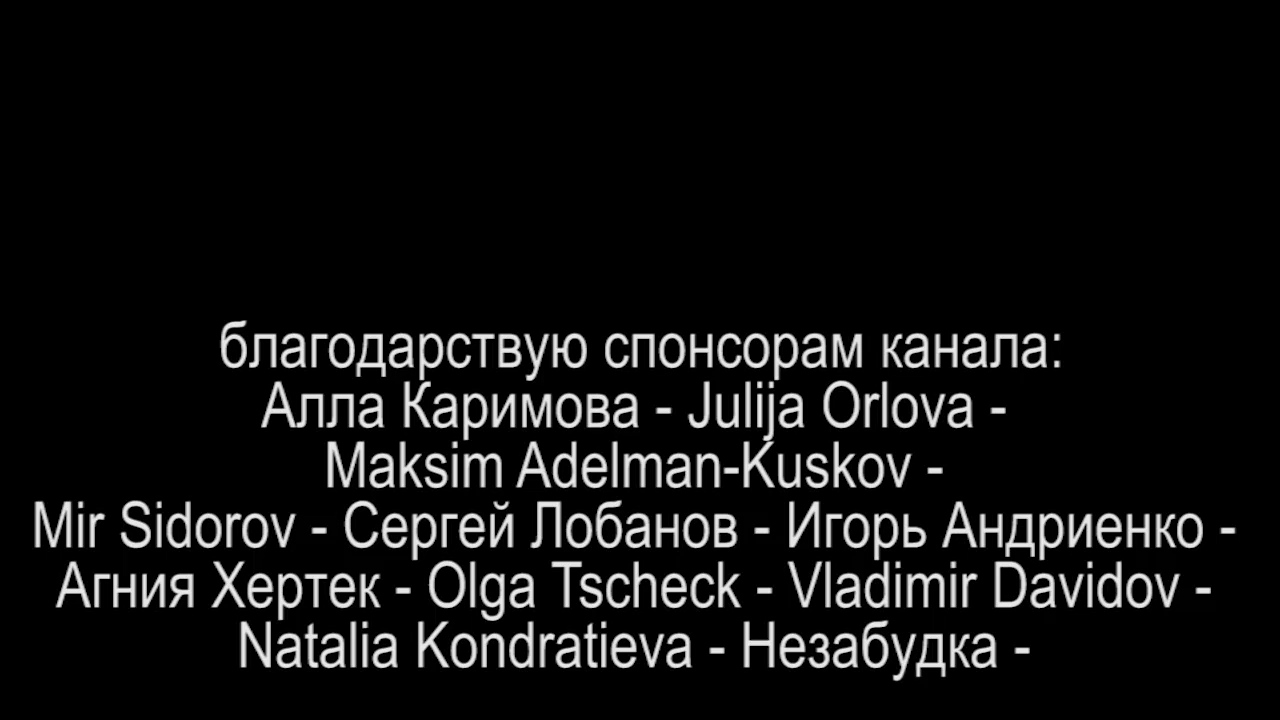 благодарствую спонсорам канала:
Алла Каримова - Julija Orlova -
Maksim Adelman-Kuskov -
Mir Sidorov - Сергей Лобанов - Игорь Андриенко -
Агния Хертек - Olga Tscheck - Vladimir Davidov -
Natalia Kondratieva - Незабудка -